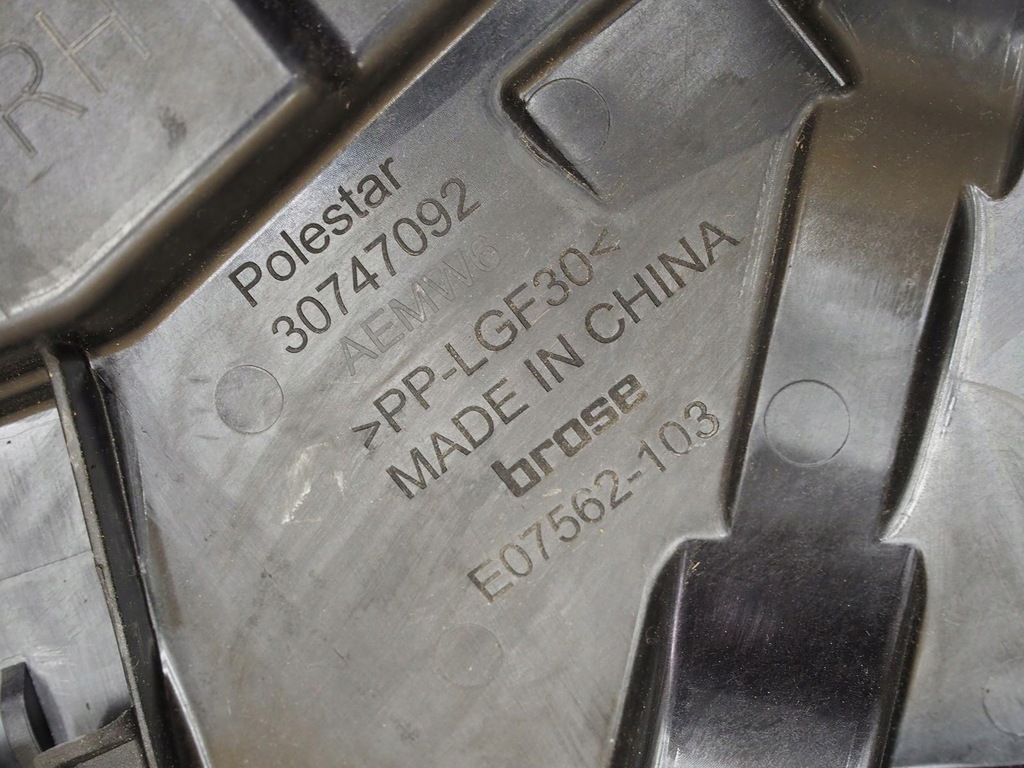 RH
Polestar
30747092
AEMW6
>PP-LGF30<
MADE IN CHINA
brose
E07562-103